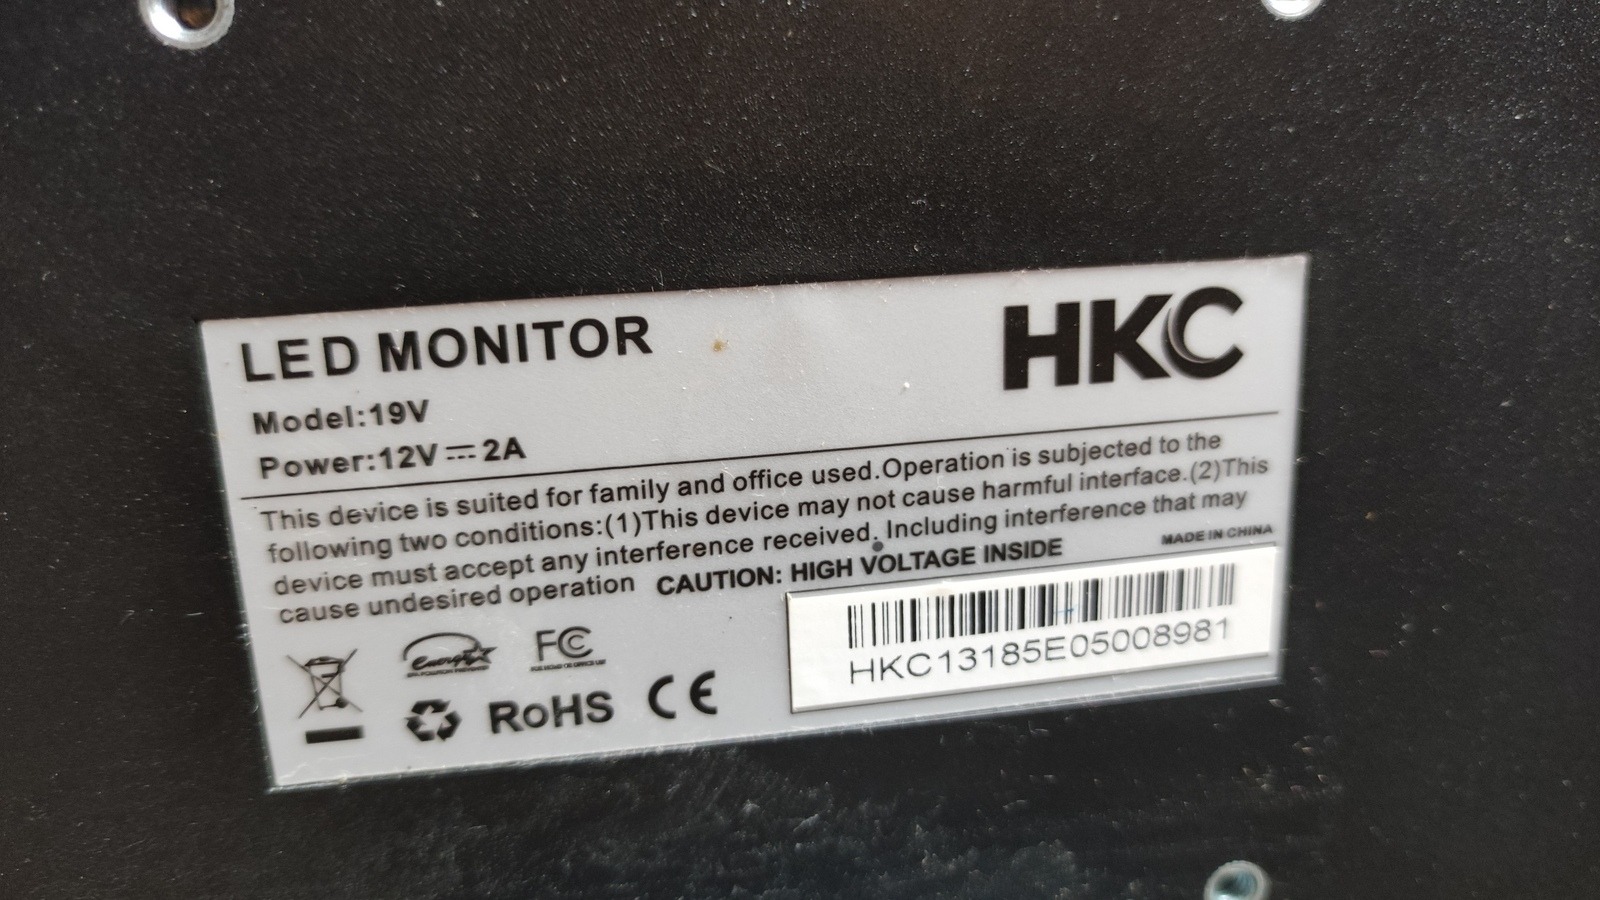 LED MONITOR
HKC
Model:19V
Power:12V⎓2A
This device is suited for family and office used.Operation is subjected to the
following two conditions:(1)This device may not cause harmful interface.(2)This
device must accept any interference received. Including interference that may
cause undesired operation
CAUTION: HIGH VOLTAGE INSIDE
MADE IN CHINA
HKC13185E05008981
energy
FC
RoHS
CE